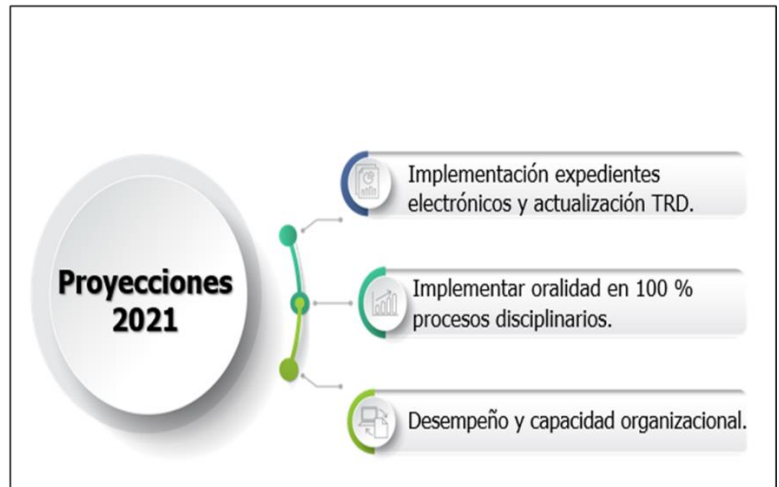 Proyecciones
2021
Implementación expedientes
electrónicos y actualización TRD.
Implementar oralidad en 100 %
procesos disciplinarios.
Desempeño y capacidad organizacional.